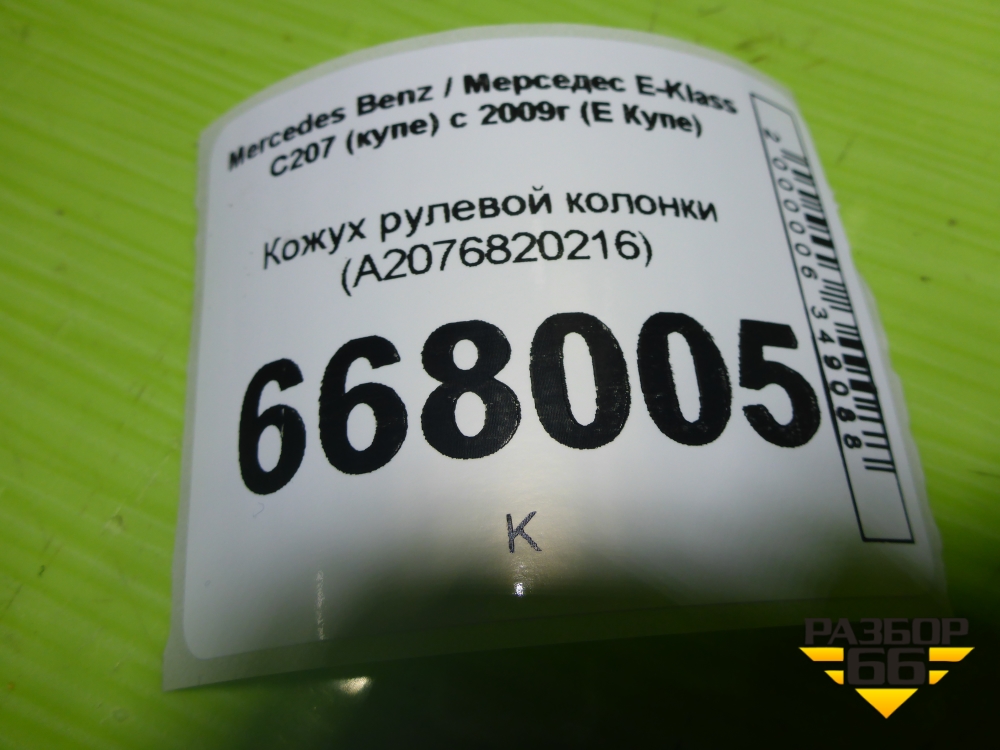 Mercedes Benz / Мерседес E-Klass
C207 (купе) с 2009г (Е Купе)
Кожух рулевой колонки
(A2076820216)
668005
К
2000006349088
РАЗБОР
66